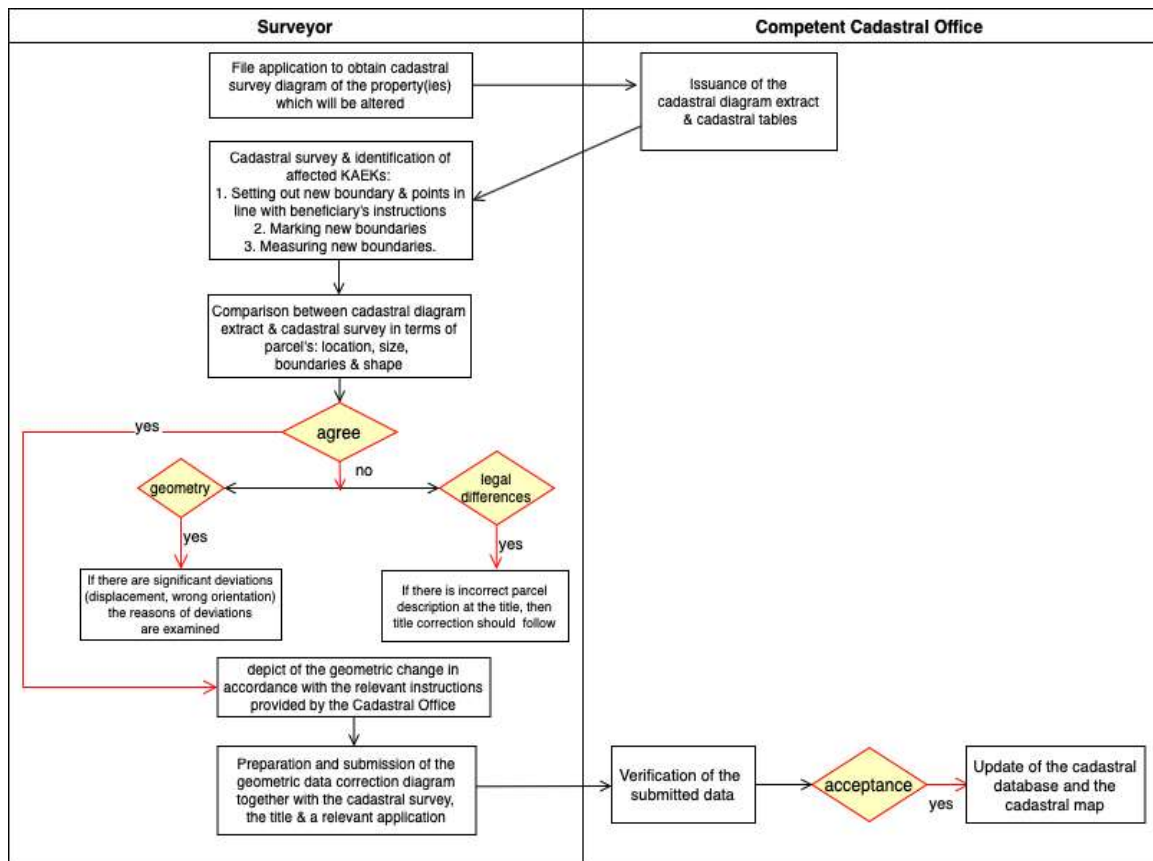 Surveyor
Competent Cadastral Office
File application to obtain cadastral
survey diagram of the property(ies)
which will be altered
Issuance of the
cadastral diagram extract
& cadastral tables
Cadastral survey & identification of
affected KAEKs:
1. Setting out new boundary & points in
line with beneficiary's instructions
2. Marking new boundaries
3. Measuring new boundaries.
Comparison between cadastral diagram
extract & cadastral survey in terms of
parcel's: location, size,
boundaries & shape
yes
agree
no
geometry
legal
differences
yes
yes
If there are significant deviations
(displacement, wrong orientation)
the reasons of deviations
are examined
If there is incorrect parcel
description at the title, then
title correction should follow
depict of the geometric change in
accordance with the relevant instructions
provided by the Cadastral Office
Preparation and submission of the
geometric data correction diagram
together with the cadastral survey,
the title & a relevant application
Verification of the
submitted data
acceptance
yes
Update of the cadastral
database and the
cadastral map